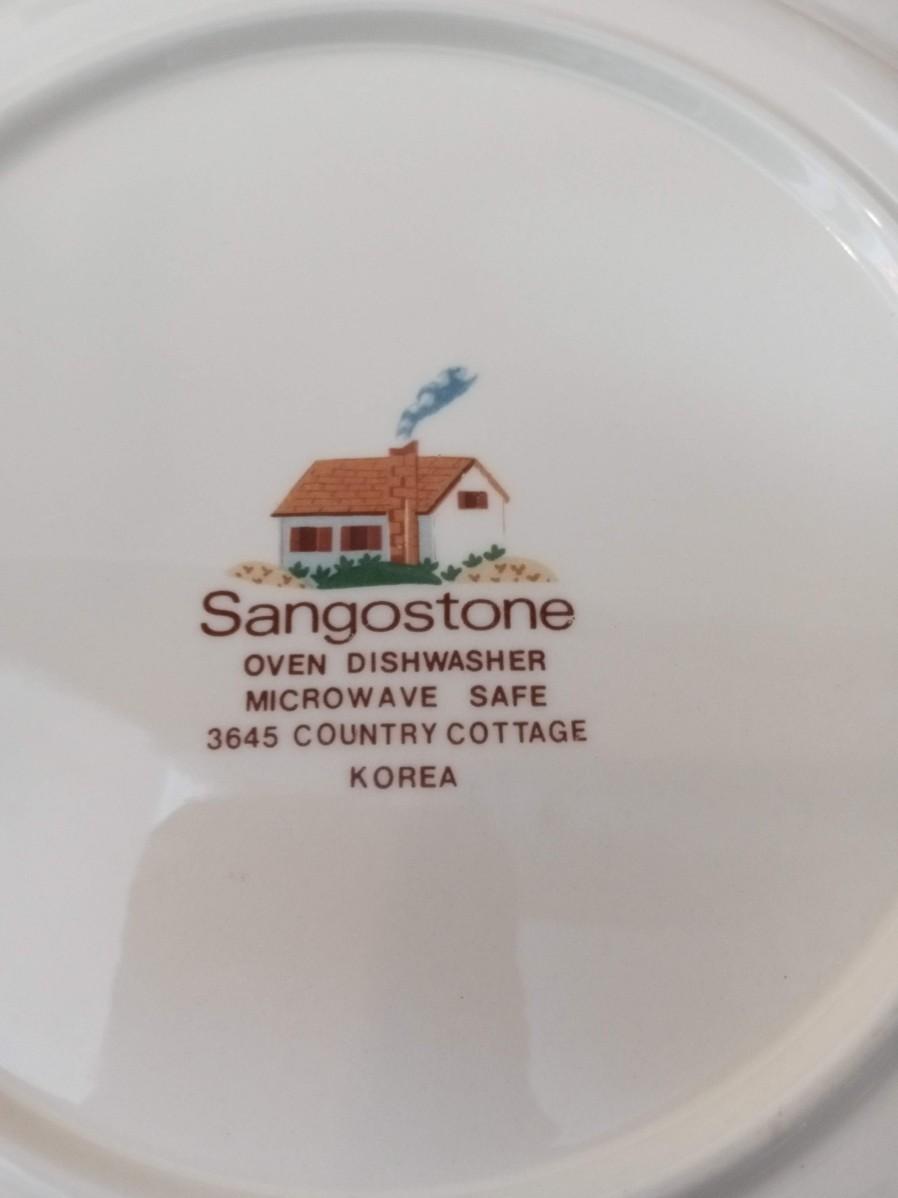 Sangostone
OVEN DISHWASHER
MICROWAVE SAFE
3645 COUNTRY COTTAGE
KOREA